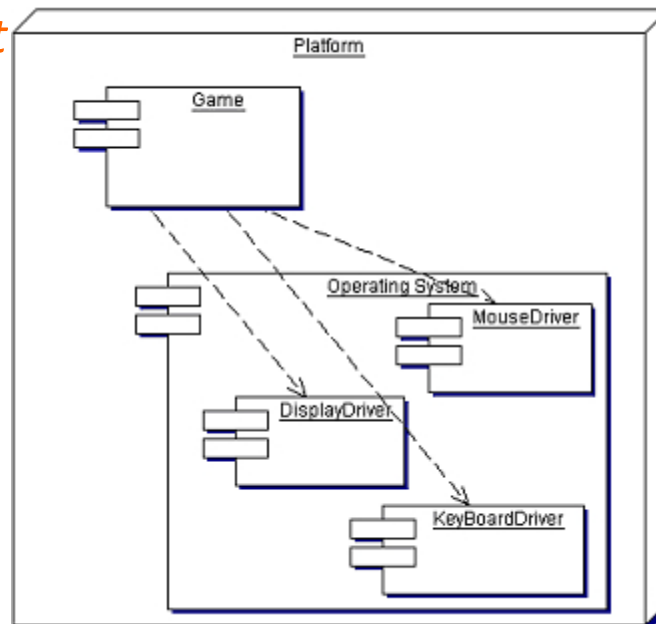 t
Platform
Game
Operating System
MouseDriver
DisplayDriver
KeyBoardDriver